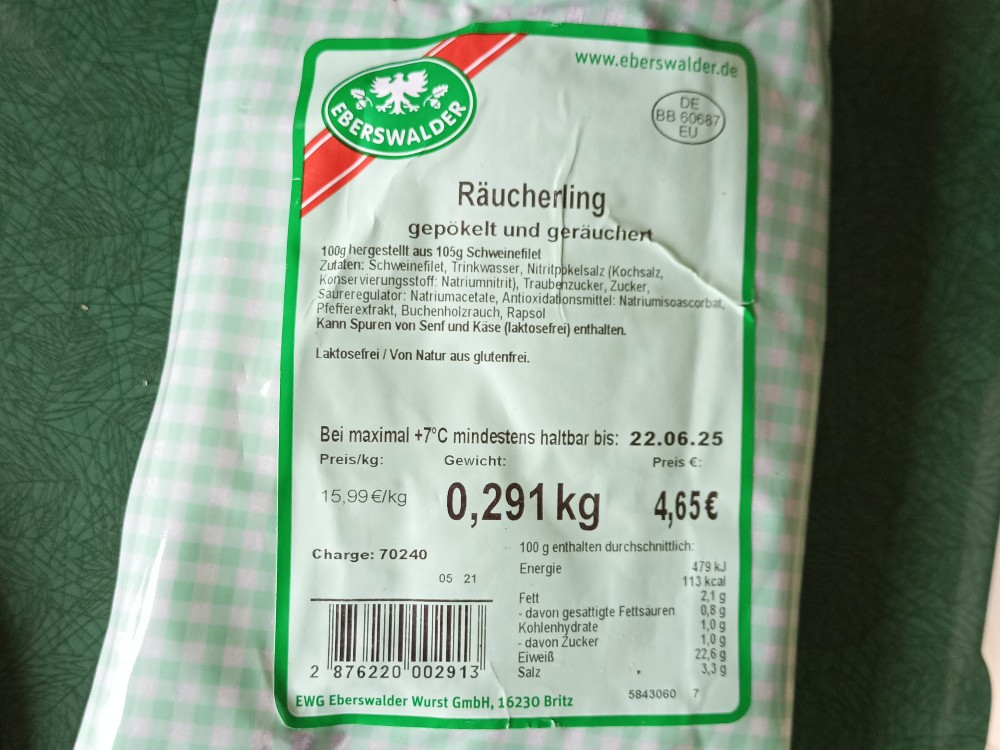 www.eberswalder.de
EBERSWALDER
DE
BB 60687
EU
Räucherling
gepökelt und geräuchert
100g hergestellt aus 105g Schweinefilet
Zutaten: Schweinefilet, Trinkwasser, Nitritpökelsalz (Kochsalz,
Konservierungsstoff: Natriumnitrit), Traubenzucker, Zucker,
Säureregulator: Natriumacetate, Antioxidationsmittel: Natriumisoascorbat,
Pfefferextrakt, Buchenholzrauch, Rapsöl
Kann Spuren von Senf und Käse (laktosefrei) enthalten.
Laktosefrei / Von Natur aus glutenfrei.
Bei maximal +7°C mindestens haltbar bis: 22.06.25
Preis/kg: Gewicht: Preis €:
15,99 €/kg 0,291 kg 4,65 €
Charge: 70240
05 21
2 876220 002913
100 g enthalten durchschnittlich:
Energie 479 kJ
113 kcal
Fett 2,1 g
- davon gesättigte Fettsäuren 0,8 g
Kohlenhydrate 1,0 g
- davon Zucker 1,0 g
Eiweiß 22,6 g
Salz 3,3 g
5843060 7
EWG Eberswalder Wurst GmbH, 16230 Britz